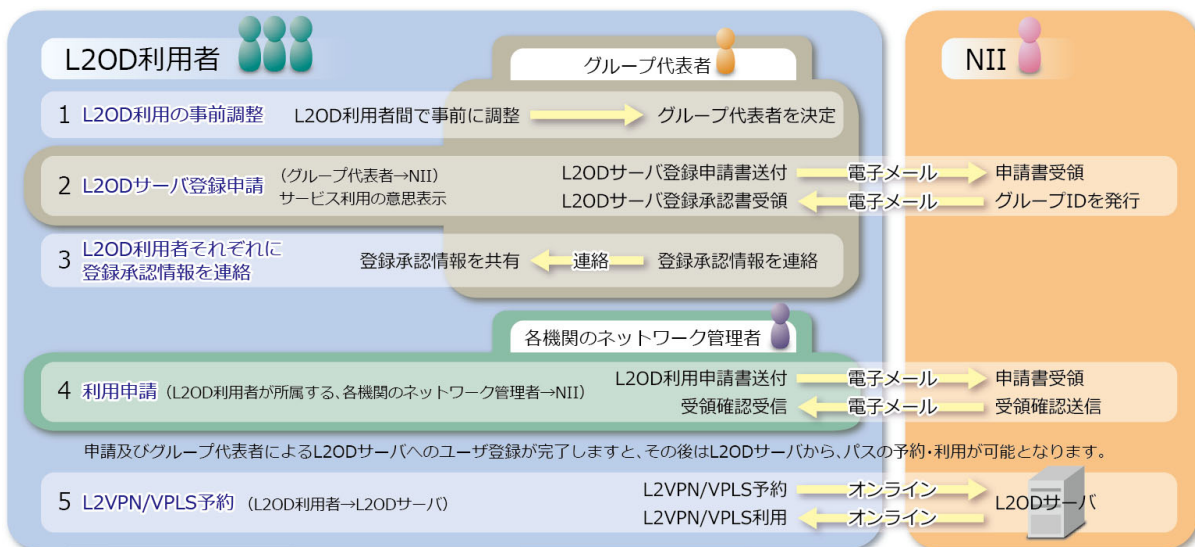 L2OD利用者
グループ代表者
NII
1 L2OD利用の事前調整 L2OD利用者間で事前に調整 グループ代表者を決定
2 L2ODサーバ登録申請 (グループ代表者→NII) サービス利用の意思表示
L2ODサーバ登録申請書送付 電子メール 申請書受領
L2ODサーバ登録承認書受領 電子メール グループIDを発行
3 L2OD利用者それぞれに
登録承認情報を連絡
登録承認情報を共有 連絡 登録承認情報を連絡
各機関のネットワーク管理者
4 利用申請 (L2OD利用者が所属する、各機関のネットワーク管理者→NII)
L2OD利用申請書送付 電子メール 申請書受領
受領確認受信 電子メール 受領確認送信
申請及びグループ代表者によるL2ODサーバへのユーザ登録が完了しますと、その後はL2ODサーバから、パスの予約・利用が可能となります。
5 L2VPN/VPLS予約 (L2OD利用者→L2ODサーバ)
L2VPN/VPLS予約 オンライン
L2VPN/VPLS利用 オンライン
L2ODサーバ